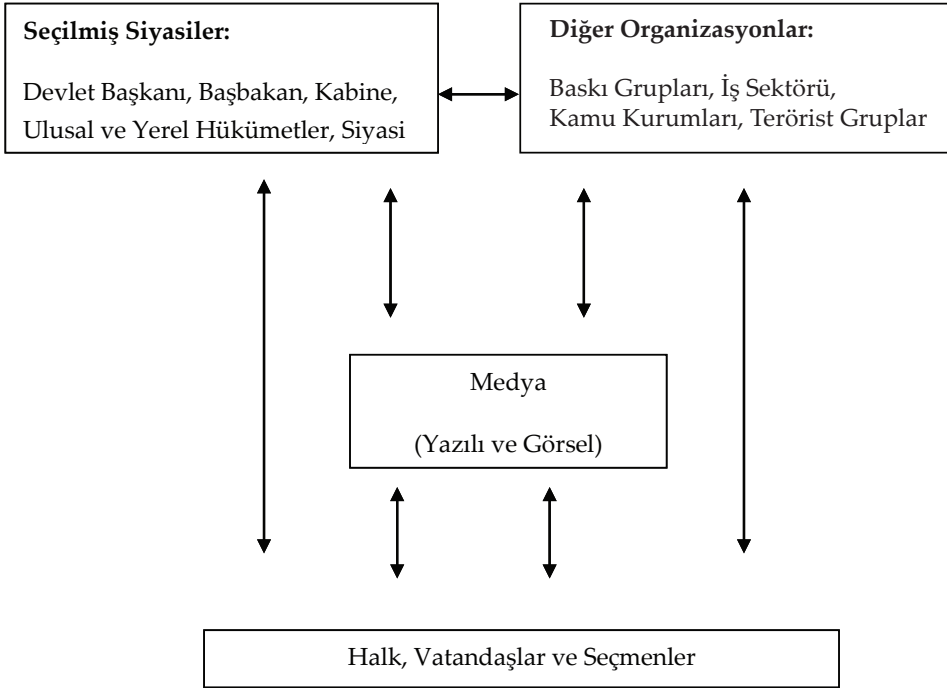 Seçilmiş Siyasiler:
Devlet Başkanı, Başbakan, Kabine,
Ulusal ve Yerel Hükümetler, Siyasi
Diğer Organizasyonlar:
Baskı Grupları, İş Sektörü,
Kamu Kurumları, Terörist Gruplar
Medya
(Yazılı ve Görsel)
Halk, Vatandaşlar ve Seçmenler